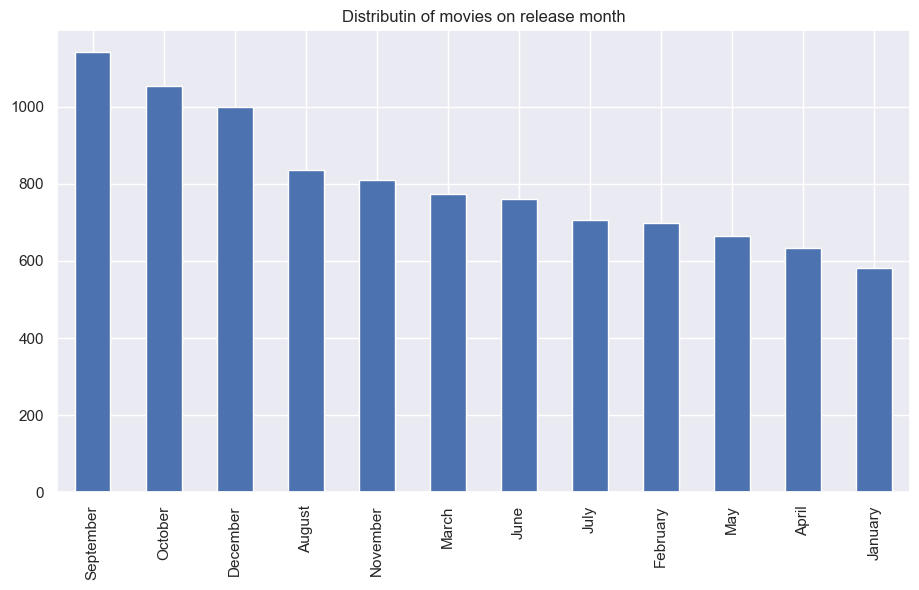 Distributin of movies on release month
1000
800
600
400
200
0
September
October
December
August
November
March
June
July
February
May
April
January